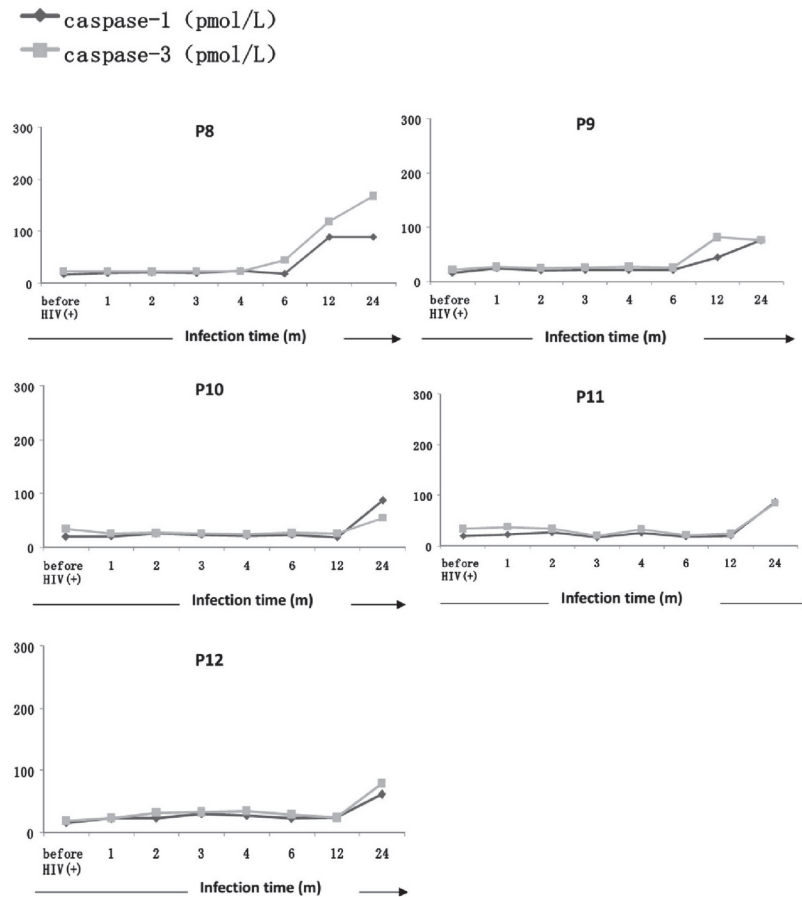 caspase-1 (pmol/L)
caspase-3 (pmol/L)
P8
300
200
100
0
before HIV(+) 1 2 3 4 6 12 24
Infection time (m)
P9
300
200
100
0
before HIV(+) 1 2 3 4 6 12 24
Infection time (m)
P10
300
200
100
0
before HIV(+) 1 2 3 4 6 12 24
Infection time (m)
P11
300
200
100
0
before HIV(+) 1 2 3 4 6 12 24
Infection time (m)
P12
300
200
100
0
before HIV(+) 1 2 3 4 6 12 24
Infection time (m)